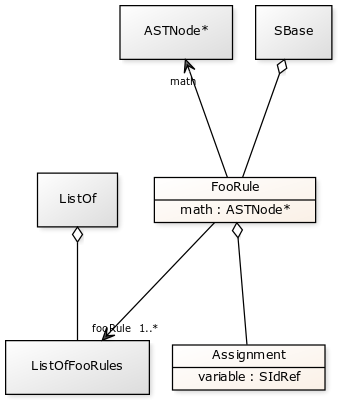 ASTNode*
SBase
math
FooRule
math : ASTNode*
ListOf
fooRule 1..*
ListOfFooRules
Assignment
variable : SIdRef